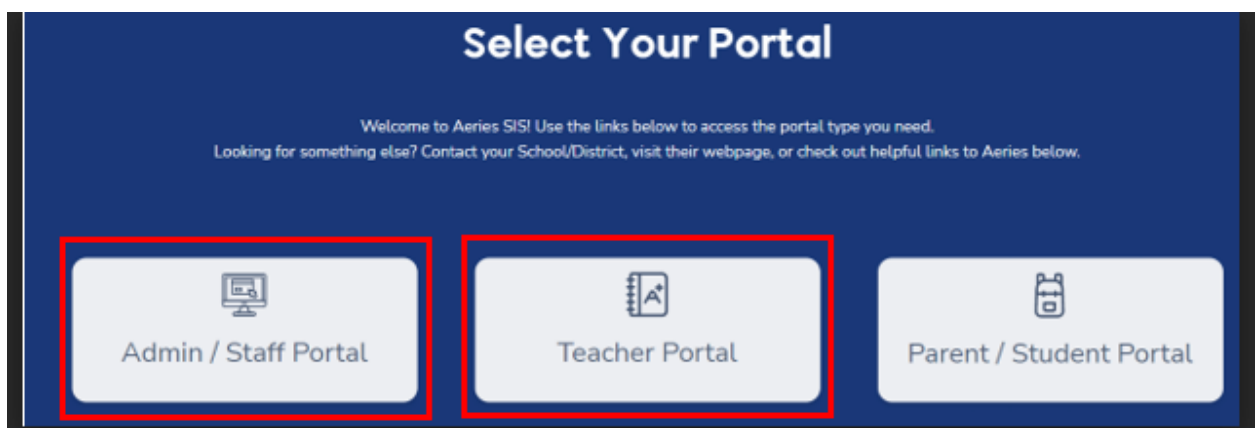 Select Your Portal
Welcome to Aeries SIS! Use the links below to access the portal type you need.
Looking for something else? Contact your School/District, visit their webpage, or check out helpful links to Aeries below.
A+
Admin / Staff Portal
Teacher Portal
Parent / Student Portal